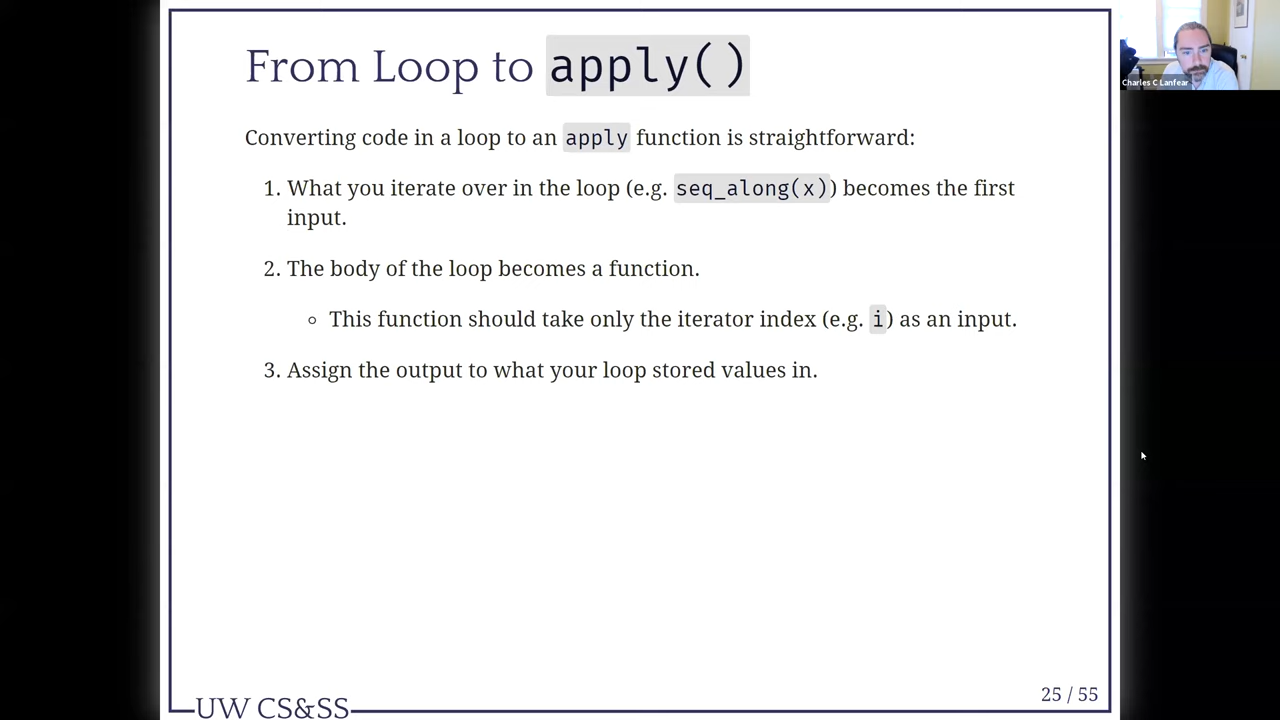 From Loop to apply()
Charles C Lanfear
Converting code in a loop to an apply function is straightforward:
1. What you iterate over in the loop (e.g. seq_along(x)) becomes the first
input.
2. The body of the loop becomes a function.
◦ This function should take only the iterator index (e.g. i) as an input.
3. Assign the output to what your loop stored values in.
25 / 55
UW CS&SS